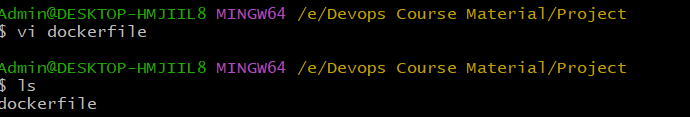 Admin@DESKTOP-HMJIIL8 MINGW64 /e/Devops Course Material/Project
$ vi dockerfile
Admin@DESKTOP-HMJIIL8 MINGW64 /e/Devops Course Material/Project
$ ls
dockerfile